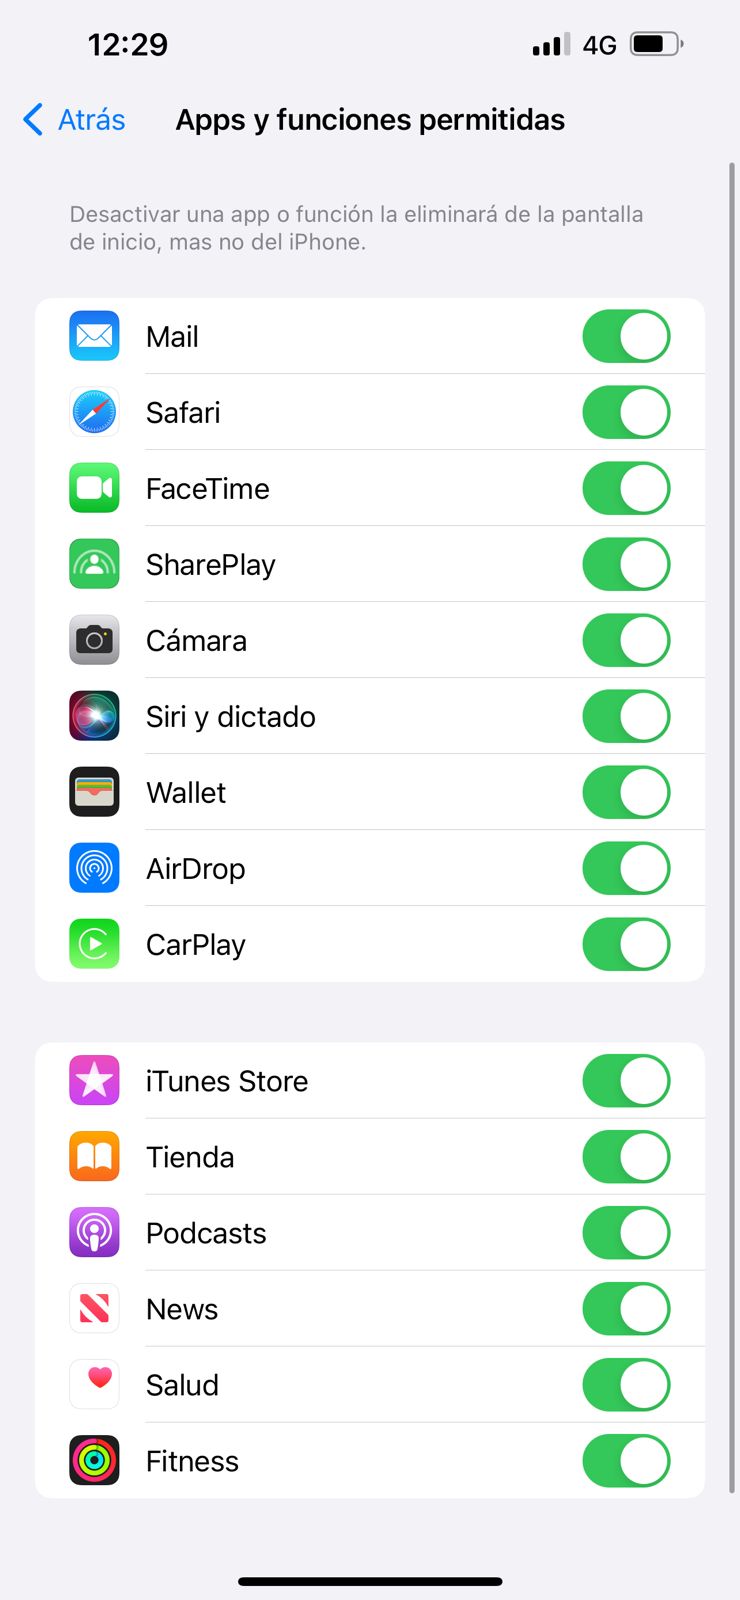 12:29
4G
Atrás
Apps y funciones permitidas
Desactivar una app o función la eliminará de la pantalla
de inicio, mas no del iPhone.
Mail
Safari
FaceTime
SharePlay
Cámara
Siri y dictado
Wallet
AirDrop
CarPlay
iTunes Store
Tienda
Podcasts
News
Salud
Fitness